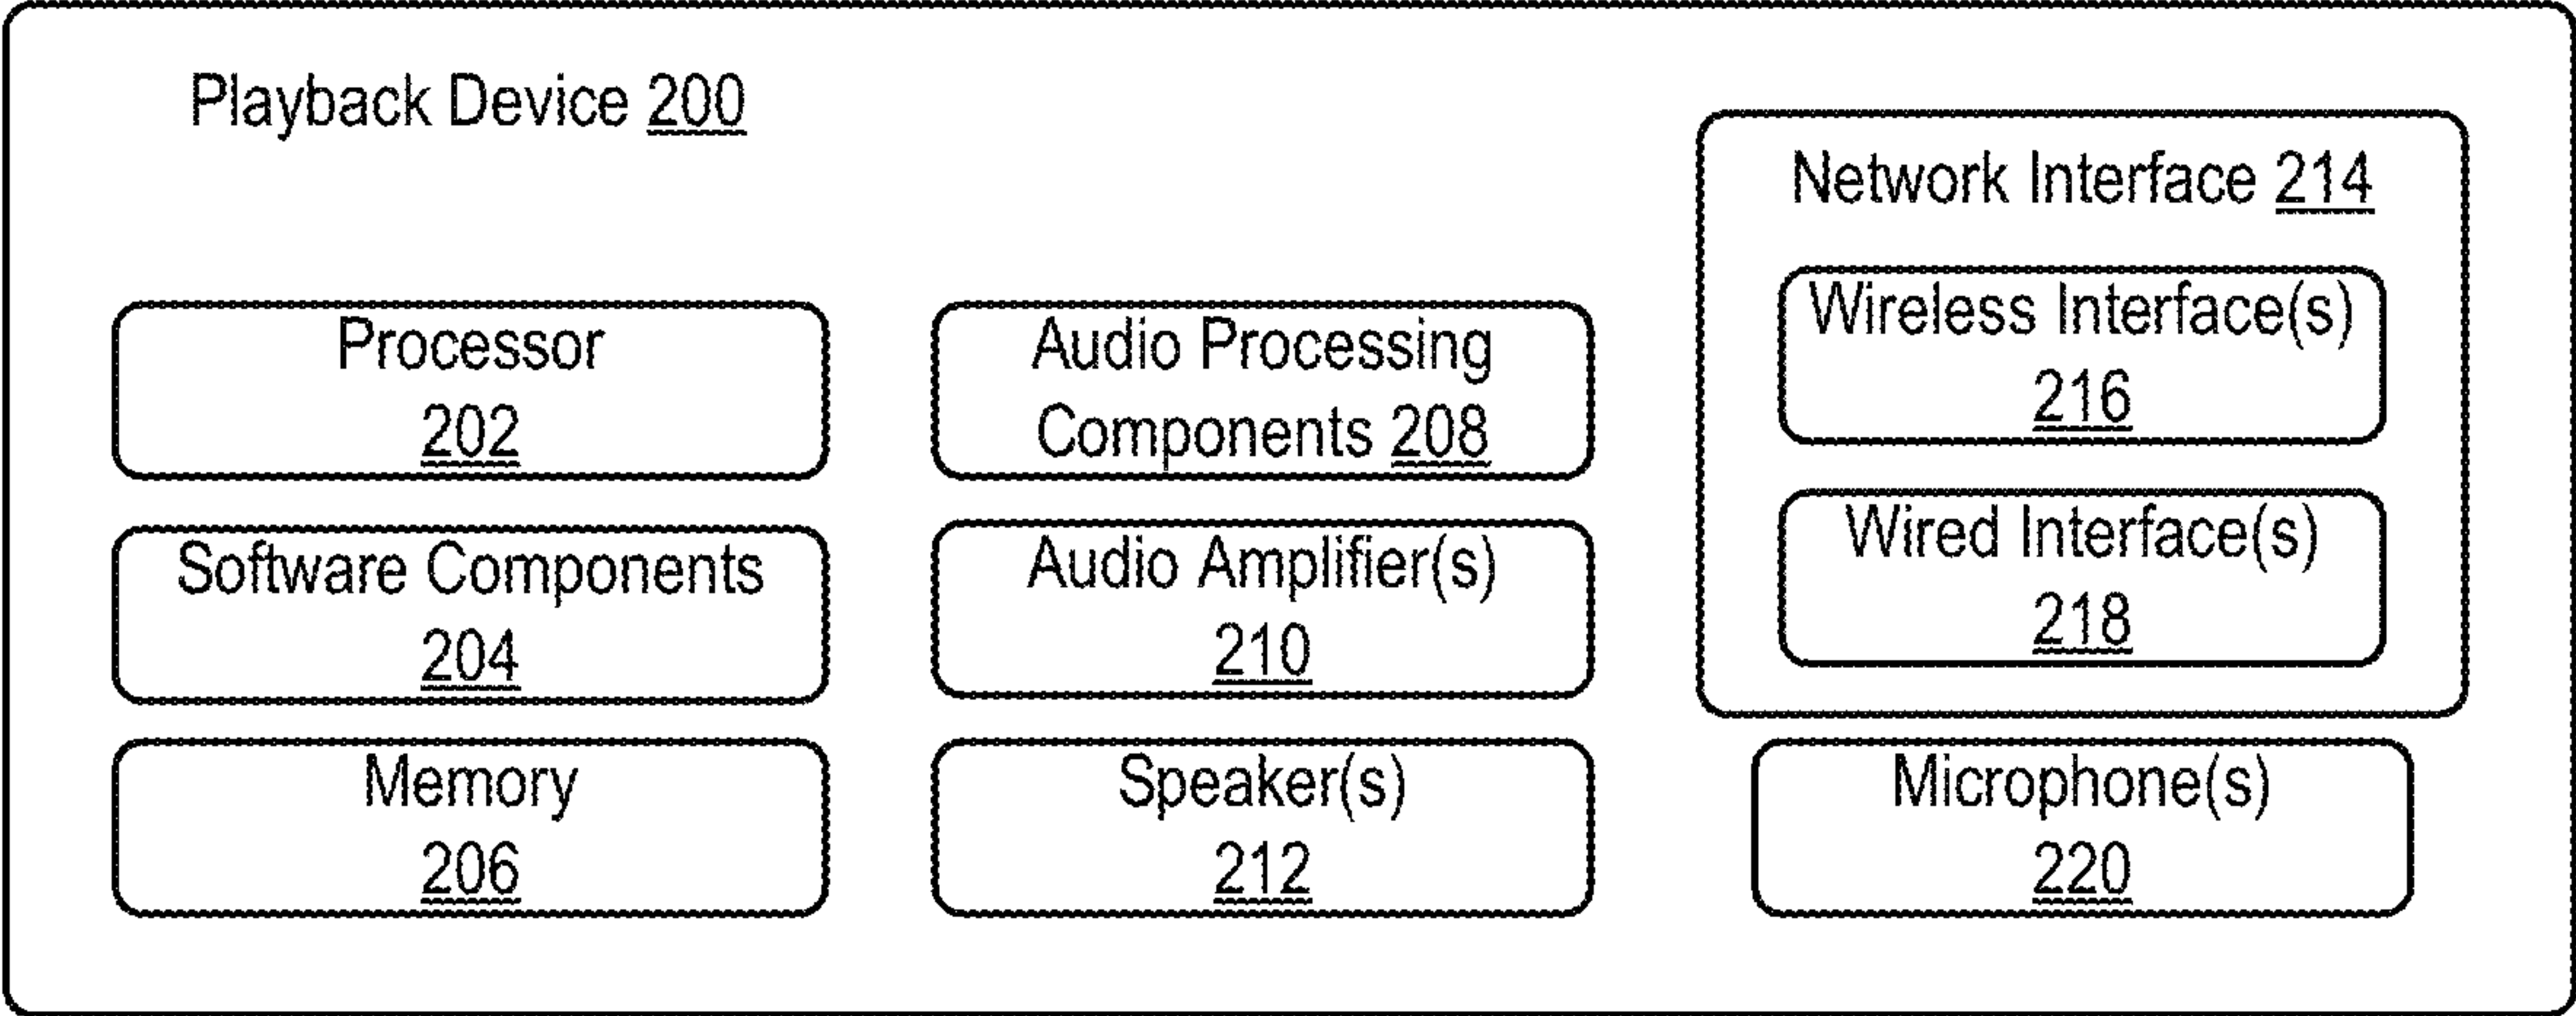 Playback Device 200
Processor
202
Software Components
204
Memory
206
Audio Processing
Components 208
Audio Amplifier(s)
210
Speaker(s)
212
Network Interface 214
Wireless Interface(s)
216
Wired Interface(s)
218
Microphone(s)
220